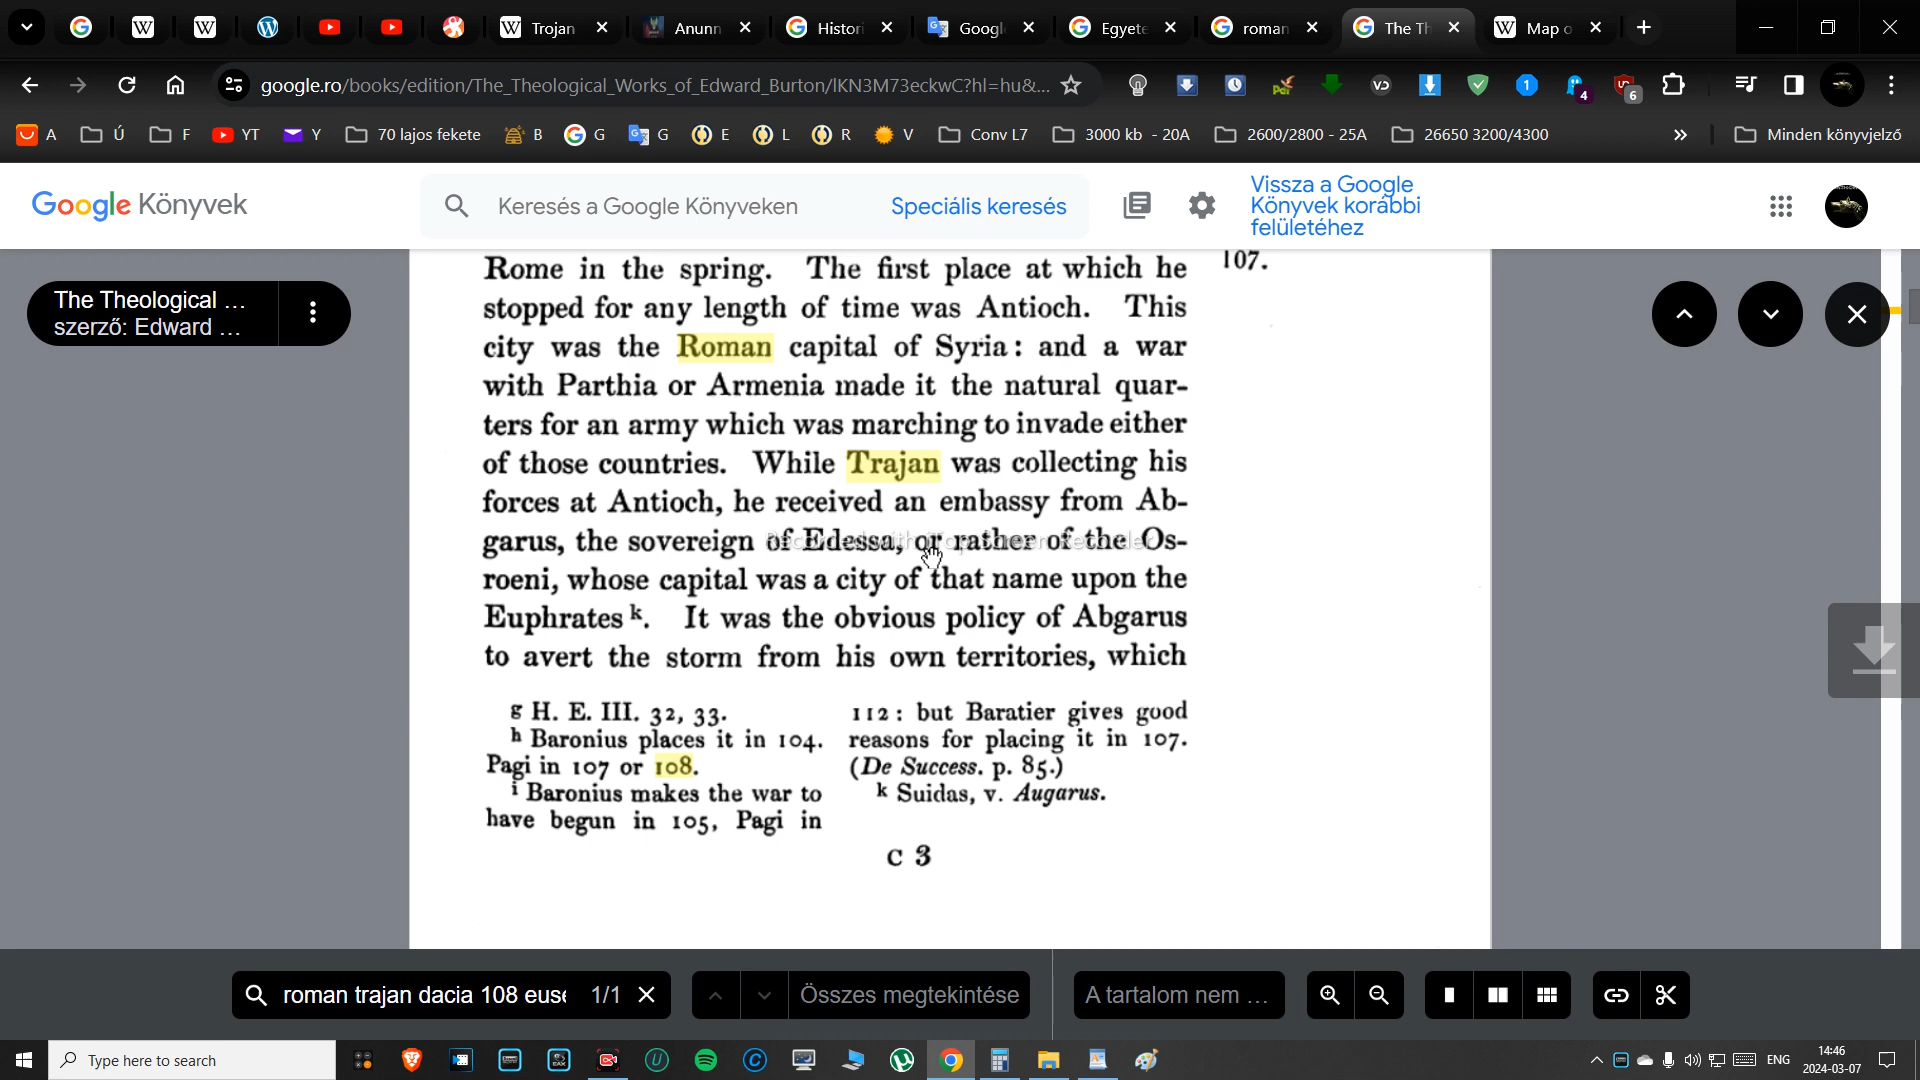 Trojan
Anunn
Histori
Googl
Egyete
roman
The Th
Map o
google.ro/books/edition/The_Theological_Works_of_Edward_Burton/lKN3M73eckwC?hl=hu&...
4
6
A
Ú
F
YT
Y
70 lajos fekete
B
G
G
E
L
R
V
Conv L7
3000 kb - 20A
2600/2800 - 25A
26650 3200/4300
»
Minden könyvjelző
Google Könyvek
Keresés a Google Könyveken
Speciális keresés
Vissza a Google
Könyvek korábbi
felületéhez
The Theological ...
szerző: Edward ...
Rome in the spring. The first place at which he
107.
stopped for any length of time was Antioch. This
city was the Roman capital of Syria: and a war
with Parthia or Armenia made it the natural quar-
ters for an army which was marching to invade either
of those countries. While Trajan was collecting his
forces at Antioch, he received an embassy from Ab-
garus, the sovereign of Edessa, or rather of the Os-
Recorded with iTop Screen Recorder
roeni, whose capital was a city of that name upon the
Euphrates k. It was the obvious policy of Abgarus
to avert the storm from his own territories, which
g H. E. III. 32, 33.
h Baronius places it in 104.
Pagi in 107 or 108.
i Baronius makes the war to
have begun in 105, Pagi in
112: but Baratier gives good
reasons for placing it in 107.
(De Success. p. 85.)
k Suidas, v. Augarus.
C 3
roman trajan dacia 108 euse
1/1
Összes megtekintése
A tartalom nem ...
Type here to search
ENG
14:46
2024-03-07